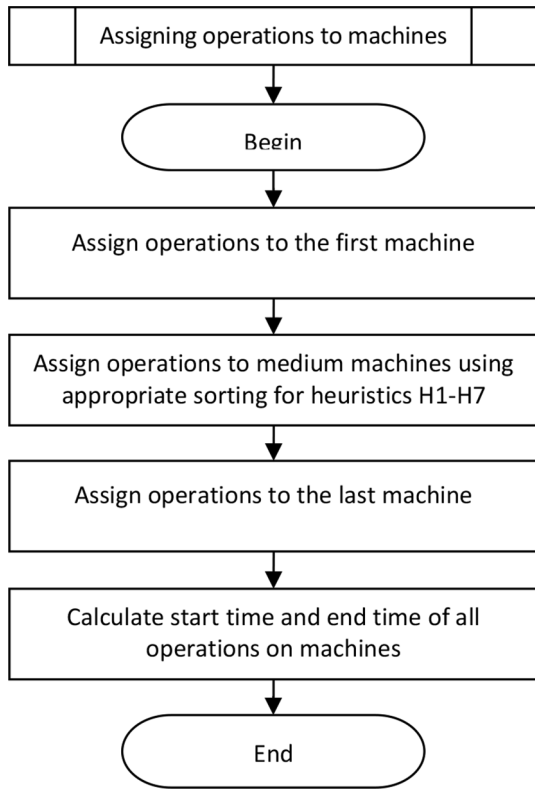 Assigning operations to machines
Begin
Assign operations to the first machine
Assign operations to medium machines using
appropriate sorting for heuristics H1-H7
Assign operations to the last machine
Calculate start time and end time of all
operations on machines
End